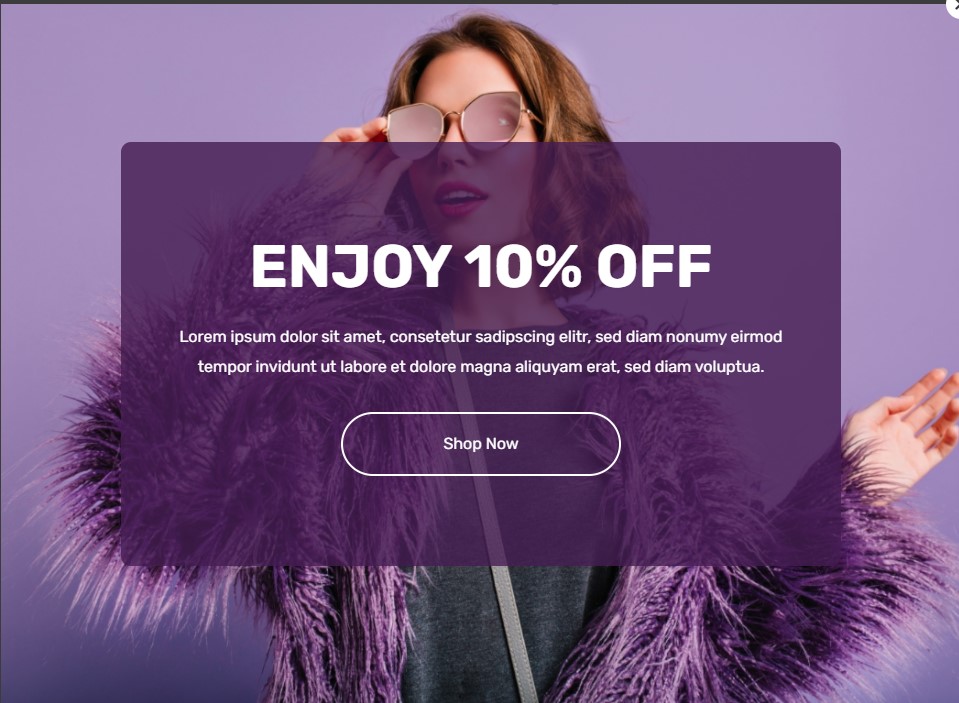 ENJOY 10% OFF
Lorem ipsum dolor sit amet, consetetur sadipscing elitr, sed diam nonumy eirmod
tempor invidunt ut labore et dolore magna aliquyam erat, sed diam voluptua.
Shop Now